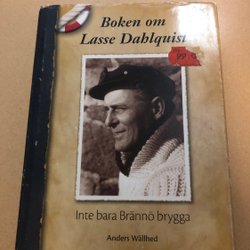 Boken om
Lasse Dahlquist
Inte bara Brännö brygga
Anders Wällhed